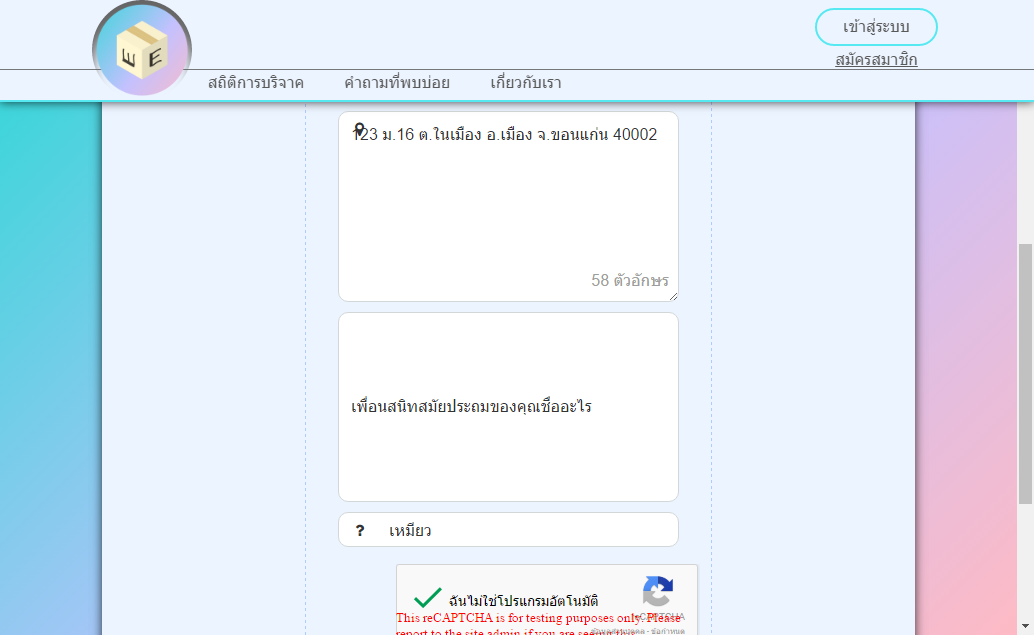 เข้าสู่ระบบ
สมัครสมาชิก
W E
สถิติการบริจาค คำถามที่พบบ่อย เกี่ยวกับเรา
123 ม.16 ต.ในเมือง อ.เมือง จ.ขอนแก่น 40002
58 ตัวอักษร
เพื่อนสนิทสมัยประถมของคุณชื่ออะไร
? เหมียว
ฉันไม่ใช่โปรแกรมอัตโนมัติ
reCAPTCHA
This reCAPTCHA is for testing purposes only. Please
report to the site admin if you are seeing this.